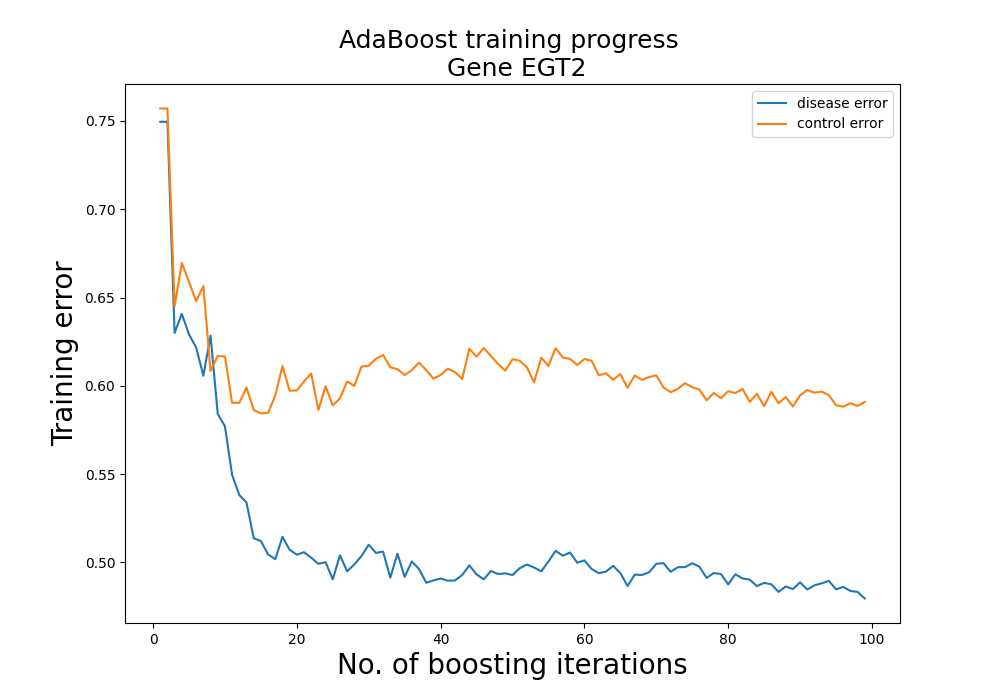 AdaBoost training progress
Gene EGT2
disease error
control error
0.75
0.70
0.65
0.60
0.55
0.50
Training error
0 20 40 60 80 100
No. of boosting iterations